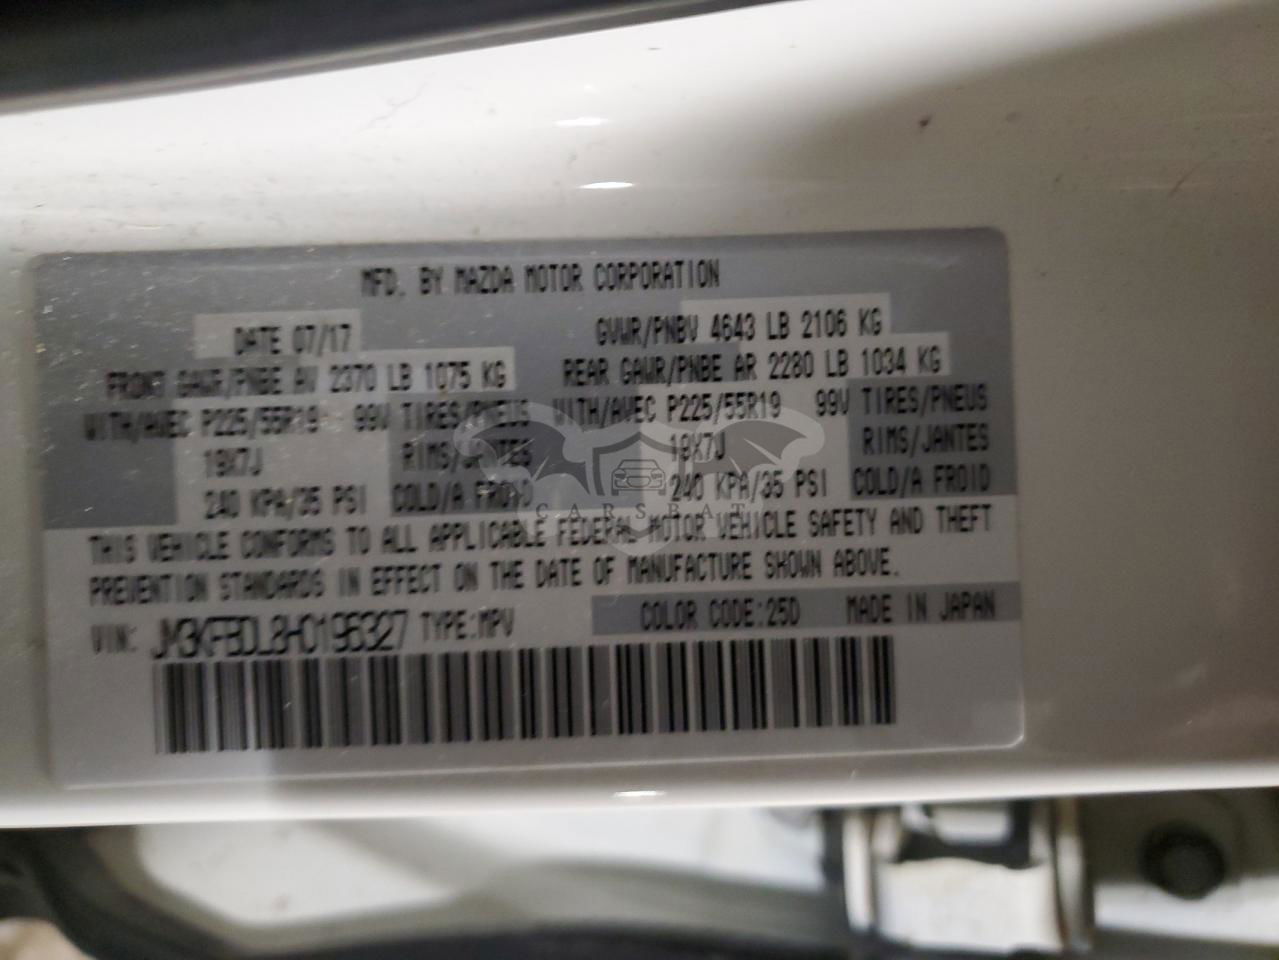 MFD. BY MAZDA MOTOR CORPORATION
DATE 07/17 GVWR/PNBV 4643 LB 2106 KG
FRONT GAWR/PNBE AV 2370 LB 1075 KG REAR GAWR/PNBE AR 2280 LB 1034 KG
WITH/AVEC P225/55R19 99V TIRES/PNEUS WITH/AVEC P225/55R19 99V TIRES/PNEUS
19X7J RIMS/JANTES 19X7J RIMS/JANTES
240 KPA/35 PSI COLD/A FROID 240 KPA/35 PSI COLD/A FROID
CARSBAT
THIS VEHICLE CONFORMS TO ALL APPLICABLE FEDERAL MOTOR VEHICLE SAFETY AND THEFT
PREVENTION STANDARDS IN EFFECT ON THE DATE OF MANUFACTURE SHOWN ABOVE.
VIN: JM3KFBDL8H0196327 TYPE:MPV COLOR CODE:25D MADE IN JAPAN